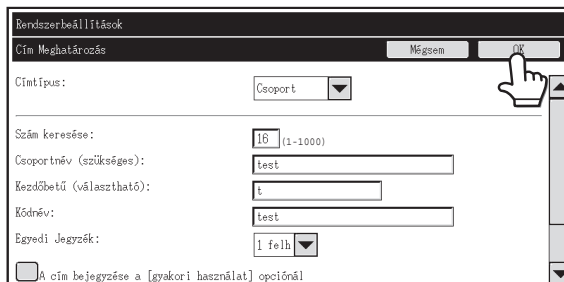 Rendszerbeállítások
Cím Meghatározás Mégsem OK
Címtípus: Csoport
Szám keresése: 16 (1-1000)
Csoportnév (szükséges): test
Kezdőbetű (választható): t
Kódnév: test
Egyedi Jegyzék: 1 felh
A cím bejegyzése a [gyakori használat] opciónál